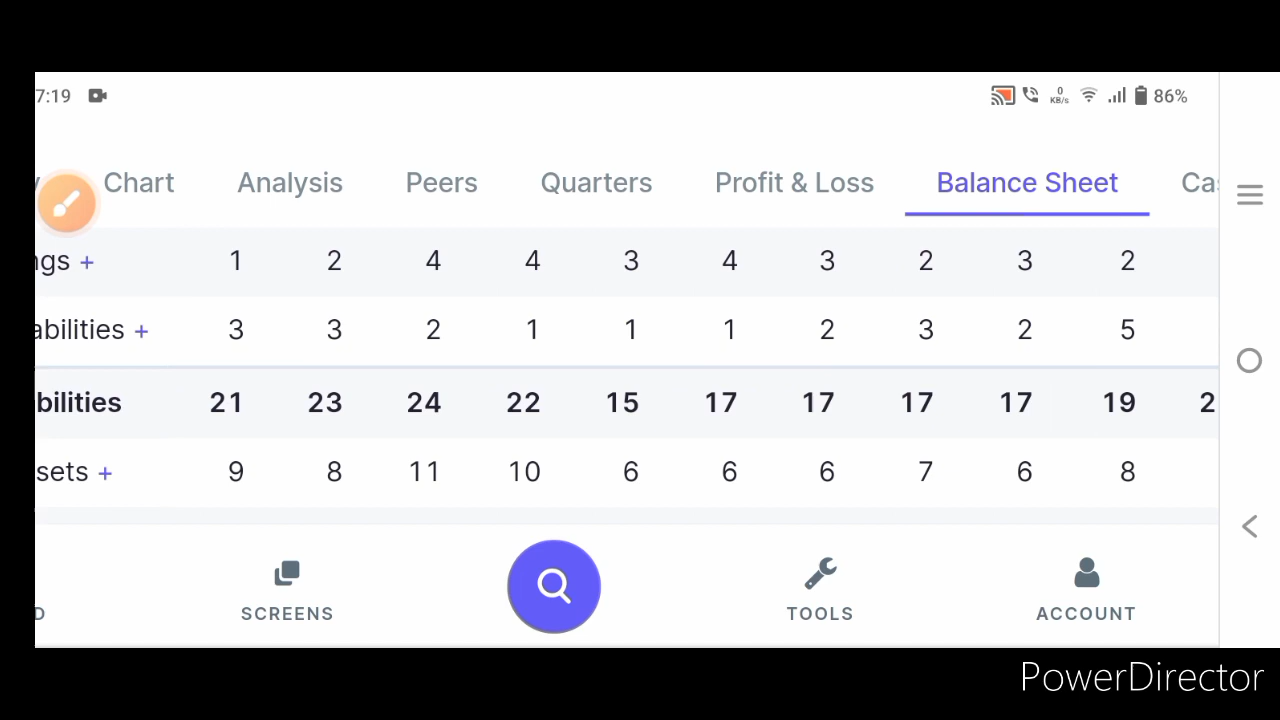 7:19 0 KB/s 86%
Chart Analysis Peers Quarters Profit & Loss Balance Sheet Cas
ngs + 1 2 4 4 3 4 3 2 3 2
abilities + 3 3 2 1 1 1 2 3 2 5
bilities 21 23 24 22 15 17 17 17 17 19 2
sets + 9 8 11 10 6 6 6 7 6 8
D SCREENS TOOLS ACCOUNT
PowerDirector